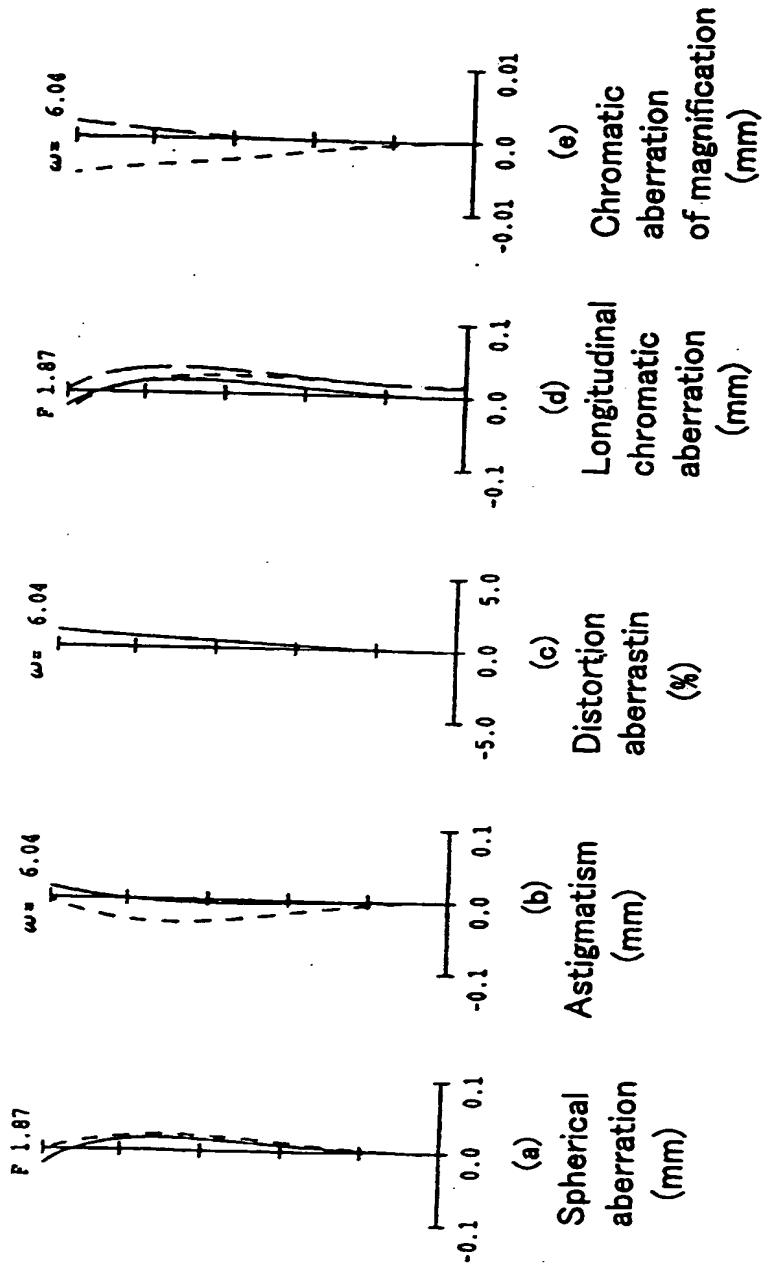 F 1.87
-0.1 0.0 0.1
(a)
Spherical
aberration
(mm)
ω= 6.04
-0.1 0.0 0.1
(b)
Astigmatism
(mm)
ω= 6.04
-5.0 0.0 5.0
(c)
Distortion
aberrastin
(%)
F 1.87
-0.1 0.0 0.1
(d)
Longitudinal
chromatic
aberration
(mm)
ω= 6.04
-0.01 0.0 0.01
(e)
Chromatic
aberration
of magnification
(mm)